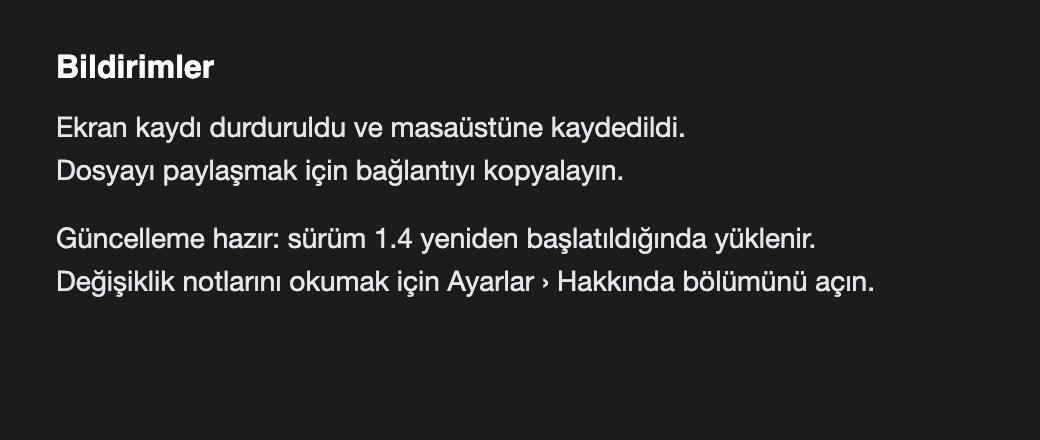 Bildirimler
Ekran kaydı durduruldu ve masaüstüne kaydedildi.
Dosyayı paylaşmak için bağlantıyı kopyalayın.
Güncelleme hazır: sürüm 1.4 yeniden başlatıldığında yüklenir.
Değişiklik notlarını okumak için Ayarlar › Hakkında bölümünü açın.